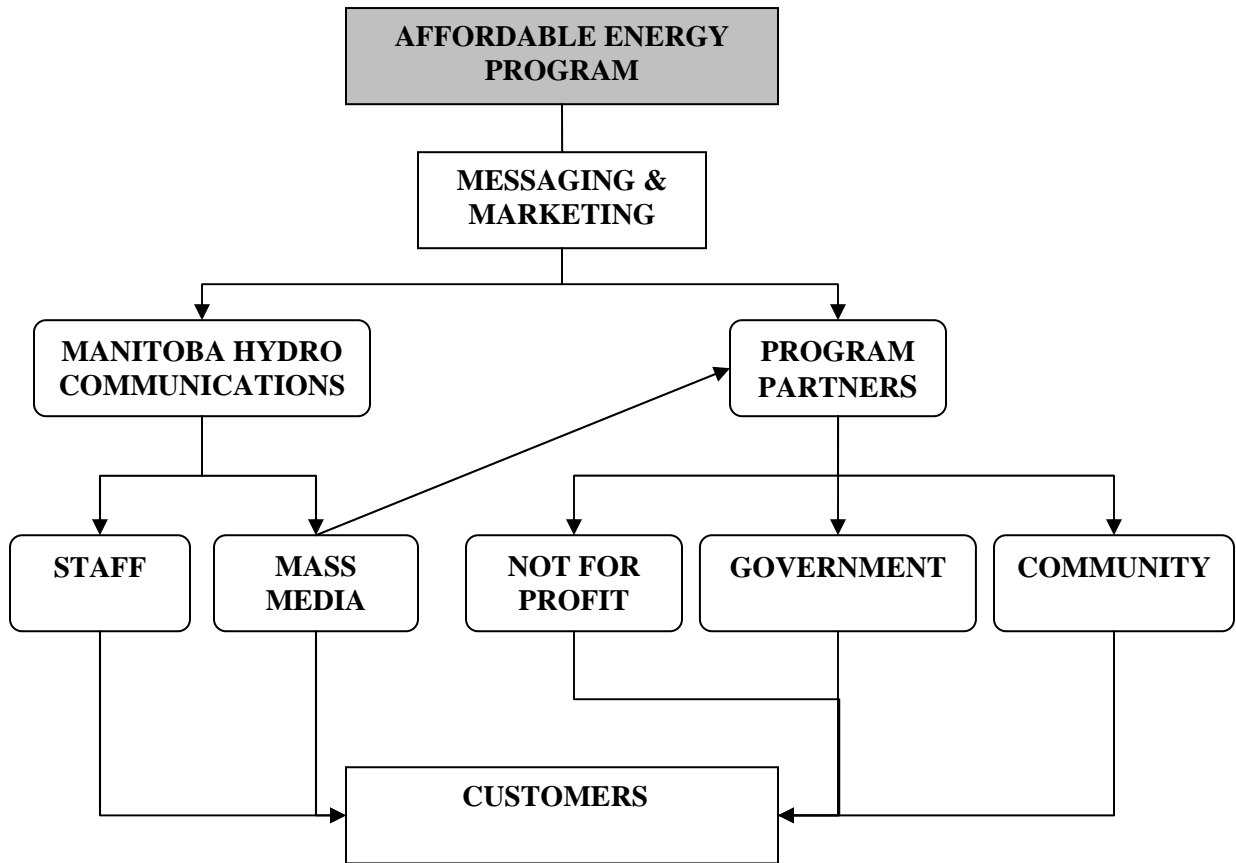 AFFORDABLE ENERGY
PROGRAM
MESSAGING &
MARKETING
MANITOBA HYDRO
COMMUNICATIONS
PROGRAM
PARTNERS
STAFF
MASS
MEDIA
NOT FOR
PROFIT
GOVERNMENT
COMMUNITY
CUSTOMERS